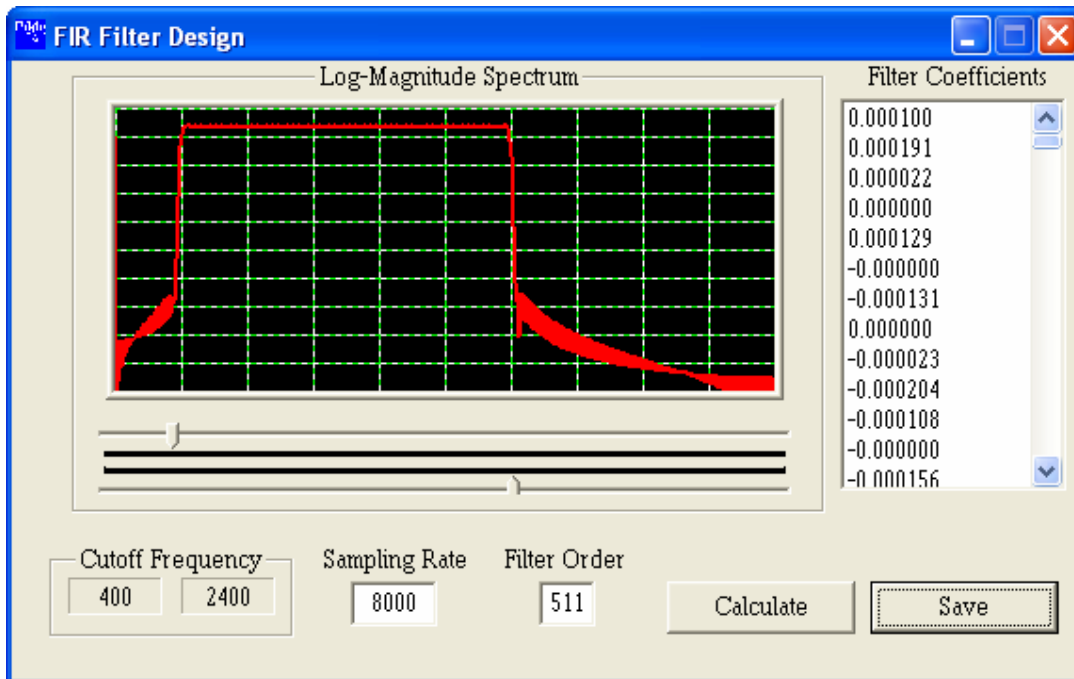 FIR Filter Design
Log-Magnitude Spectrum
Filter Coefficients
0.000100
0.000191
0.000022
0.000000
0.000129
-0.000000
-0.000131
0.000000
-0.000023
-0.000204
-0.000108
-0.000000
-0.000156
Cutoff Frequency
Sampling Rate
Filter Order
400
2400
8000
511
Calculate
Save